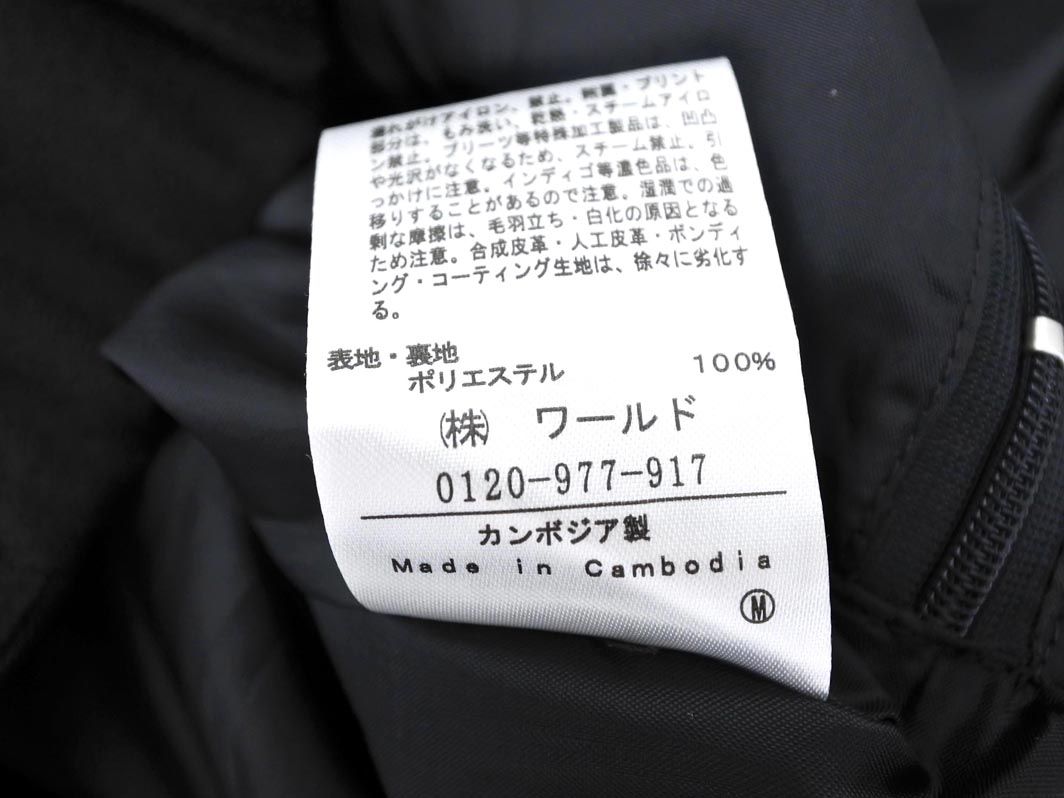 濡れがけアイロン、禁止。刺繍・プリント
部分は、もみ洗い、乾熱・スチームアイロ
ン禁止。プリーツ等特殊加工製品は、凹凸
や光沢がなくなるため、スチーム禁止、引
っかけに注意。インディゴ等濃色品は、色
移りすることがあるので注意。湿潤での過
剰な摩擦は、毛羽立ち・白化の原因となる
ため注意。合成皮革・人工皮革・ボンディ
ング・コーティング生地は、徐々に劣化す
る。
表地・裏地
ポリエステル 100%
㈱ ワールド
0120-977-917
カンボジア製
Made in Cambodia
Ⓜ